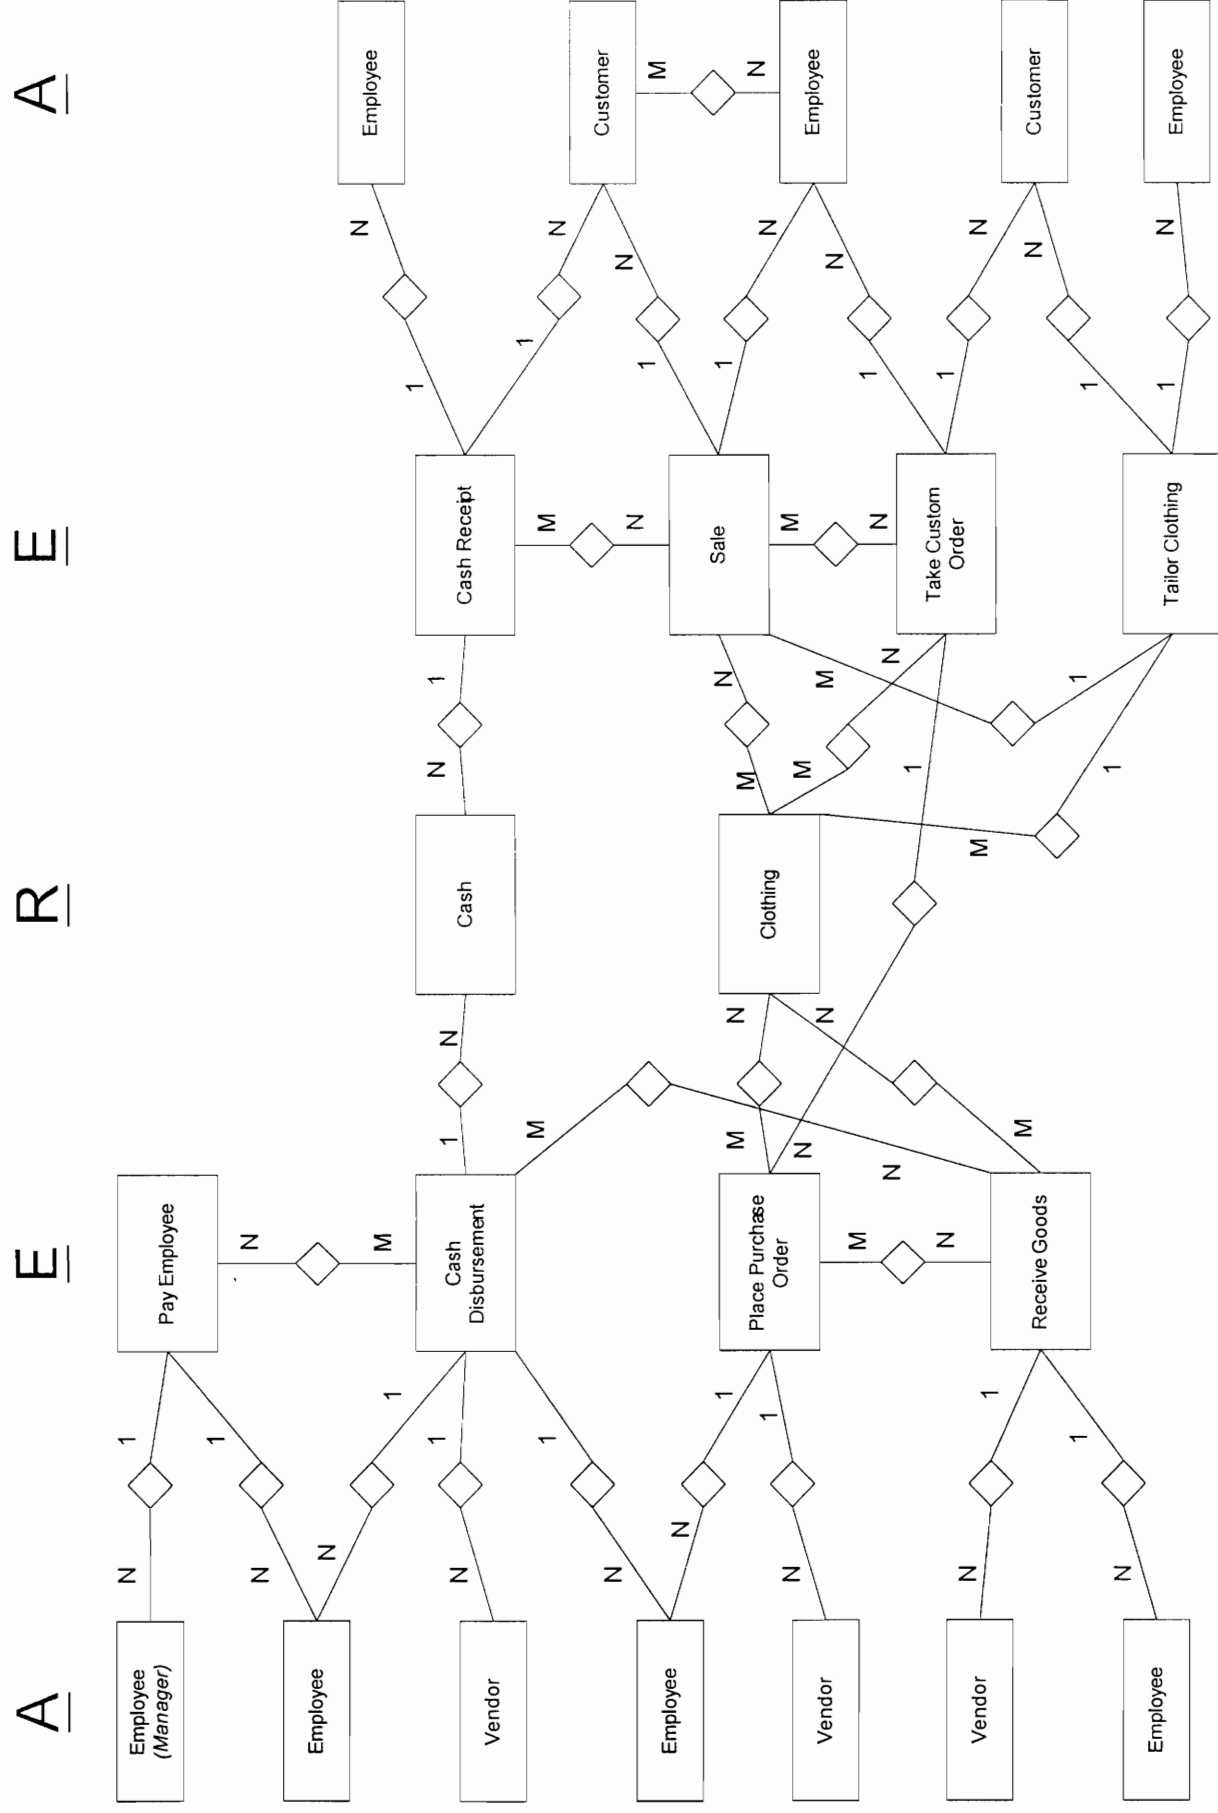 A
E
R
E
A
Employee
(Manager)
Employee
Vendor
Employee
Vendor
Vendor
Employee
N
N
N
N
N
N
N
N
N
1
1
1
1
1
1
1
1
1
Pay Employee
N
M
Cash
Disbursement
Place Purchase
Order
M
N
Receive Goods
1
M
M
N
N
M
N
N
N
Cash
Clothing
N
M
M
1
M
1
1
N
M
N
1
Cash Receipt
M
N
Sale
M
N
Take Custom
Order
Tailor Clothing
1
1
1
1
1
1
1
1
N
N
N
N
N
N
N
N
Employee
Customer
M
N
Employee
Customer
Employee